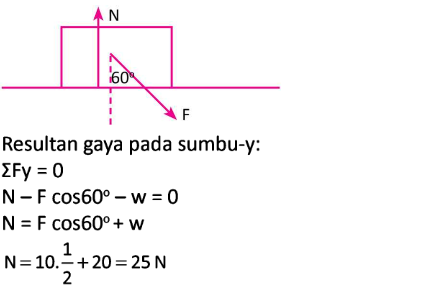 N
60°
F
Resultan gaya pada sumbu-y:
ΣFy = 0
N – F cos60° – w = 0
N = F cos60° + w
N = 10. 1/2 + 20 = 25 N